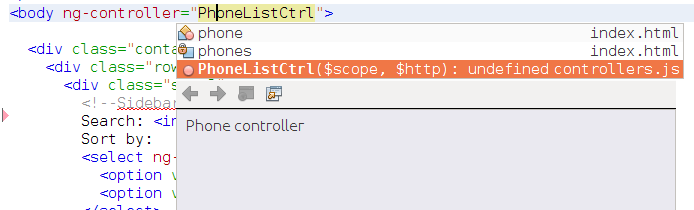 <body ng-controller="PhoneListCtrl">
phone index.html
<div class="conta
phones index.html
<div class="row
PhoneListCtrl($scope, $http): undefined controllers.js
<div class="s
<!--Sidebar
Search: <in
Phone controller
Sort by:
<select ng-
<option v
<option v
</select>